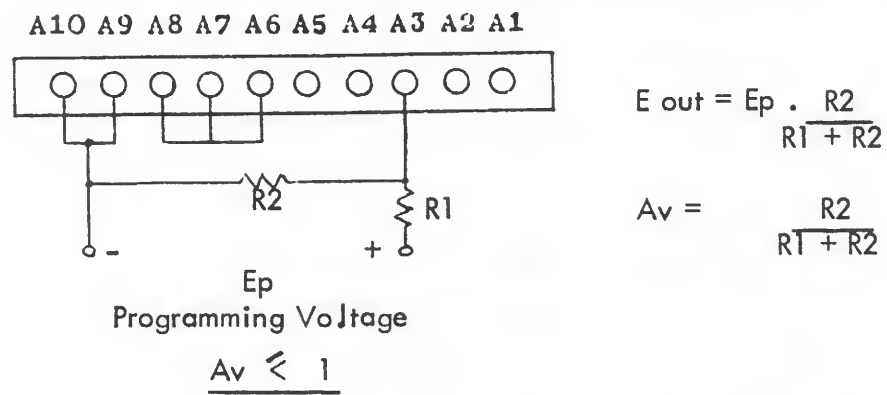 A10 A9 A8 A7 A6 A5 A4 A3 A2 A1
E out = Ep . R2
R1 + R2
R2
R1
Av = R2
R1 + R2
- +
Ep
Programming Voltage
Av ≤ 1